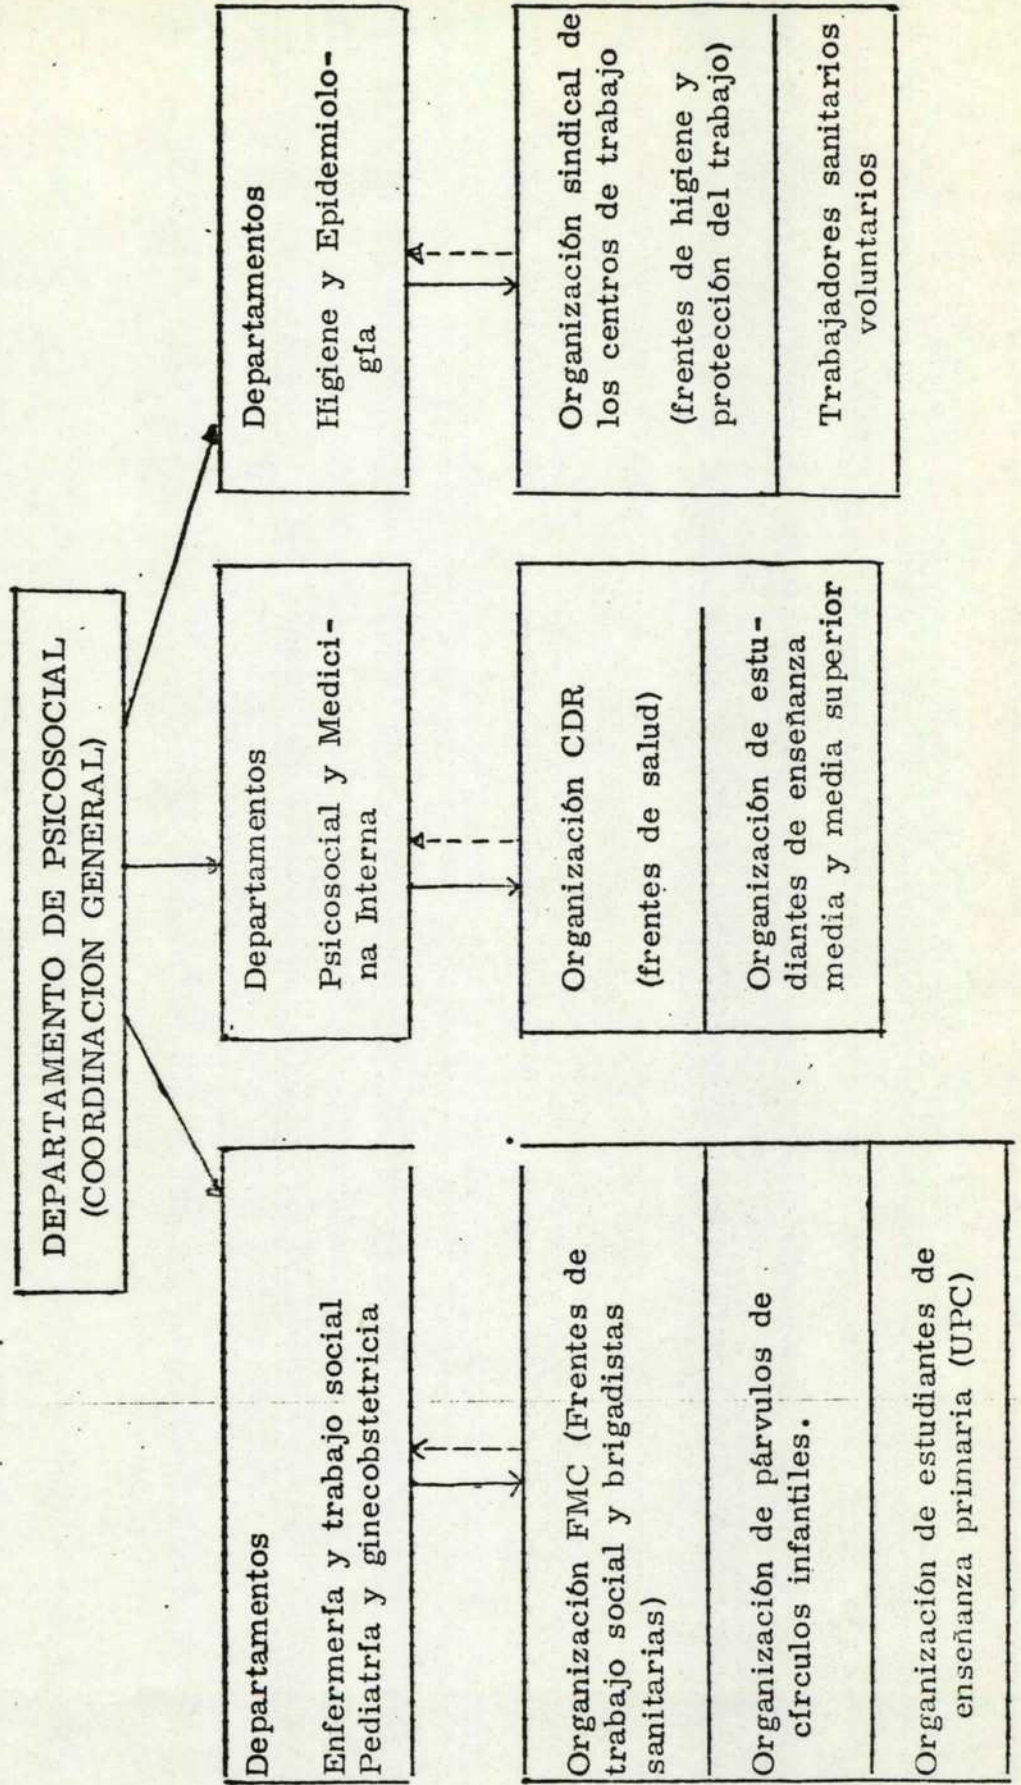 DEPARTAMENTO DE PSICOSOCIAL
(COORDINACION GENERAL)
Departamentos
Enfermería y trabajo social
Pediatría y ginecobstetricia
Organización FMC (Frentes de
trabajo social y brigadistas
sanitarias)
Organización de párvulos de
círculos infantiles.
Organización de estudiantes de
enseñanza primaria (UPC)
Departamentos
Psicosocial y Medici-
na Interna
Organización CDR
(frentes de salud)
Organización de estu-
diantes de enseñanza
media y media superior
Departamentos
Higiene y Epidemiolo-
gía
Organización sindical de
los centros de trabajo
(frentes de higiene y
protección del trabajo)
Trabajadores sanitarios
voluntarios